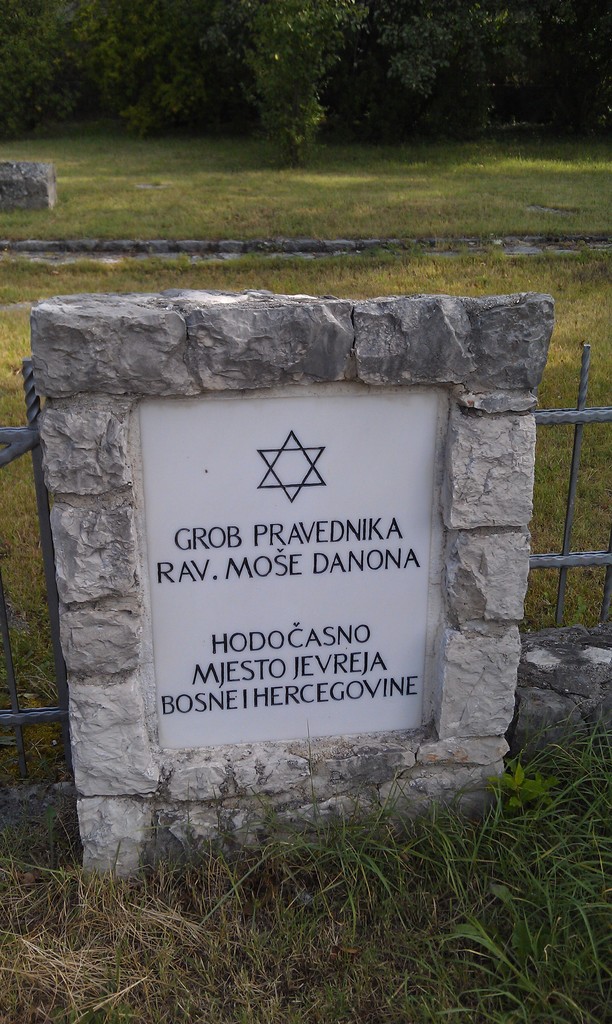 GROB PRAVEDNIKA
RAV. MOŠE DANONA
HODOČASNO
MJESTO JEVREJA
BOSNE I HERCEGOVINE